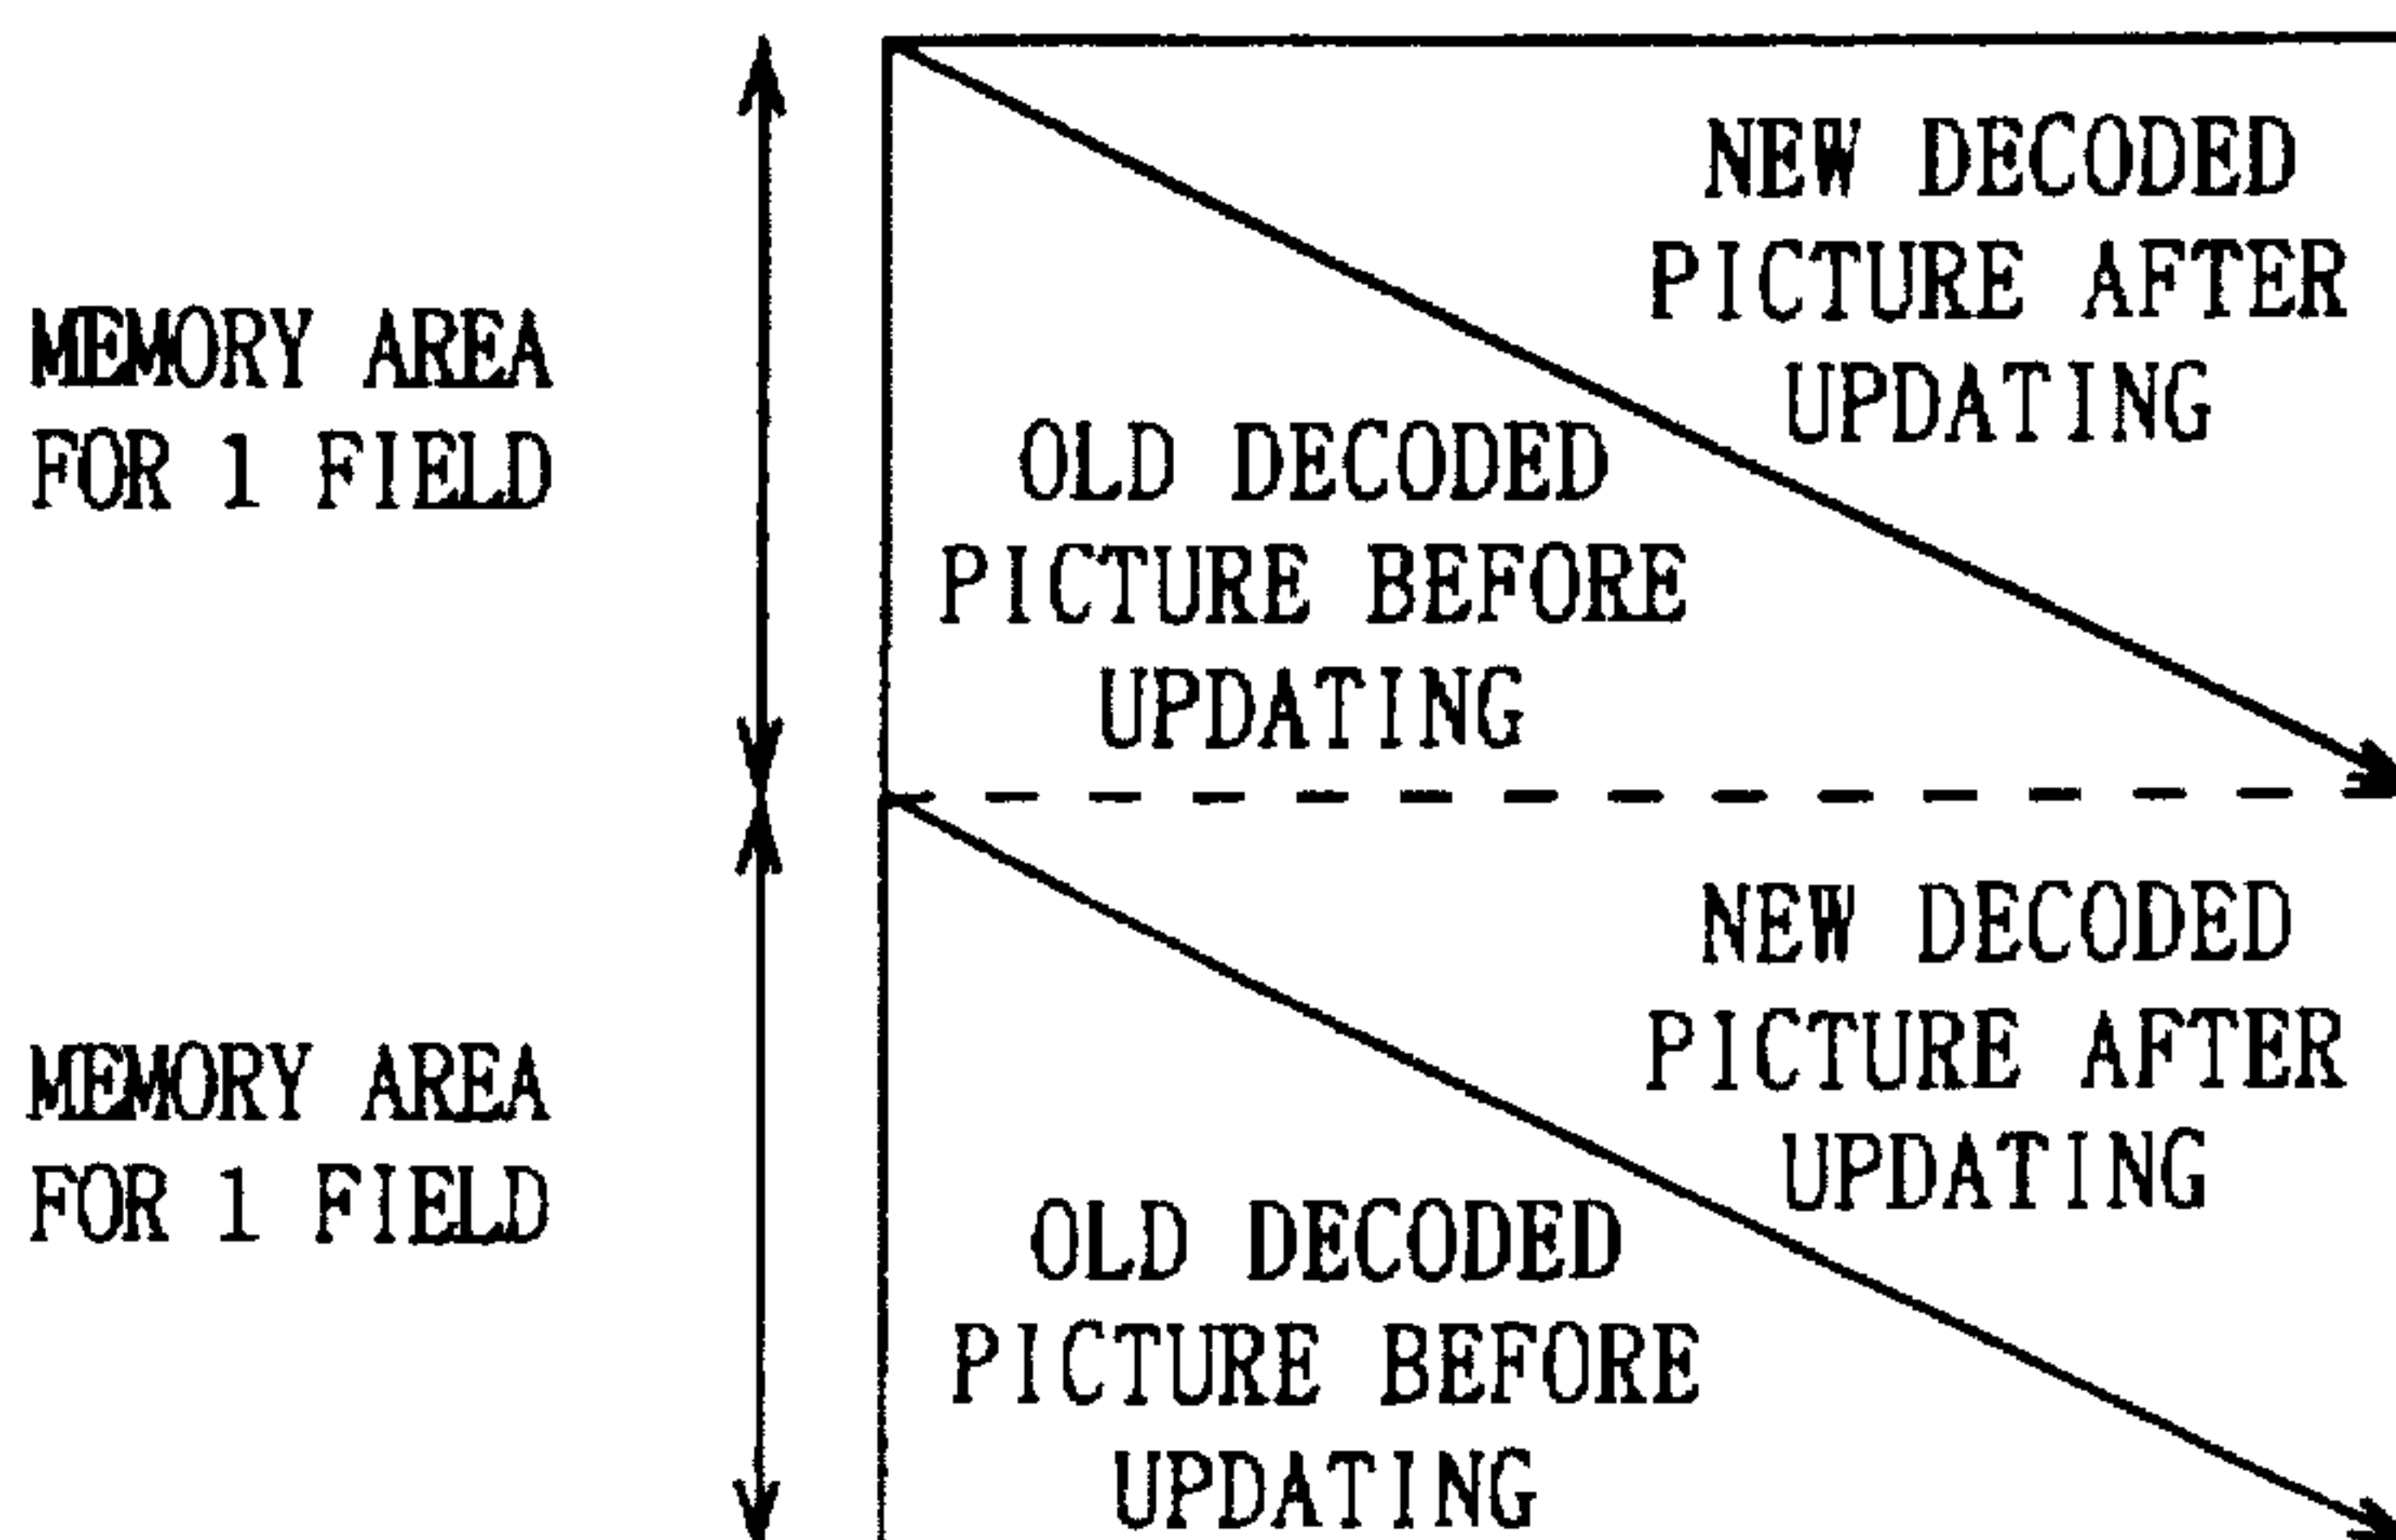 NEW DECODED
PICTURE AFTER
UPDATING
MEMORY AREA
FOR 1 FIELD
OLD DECODED
PICTURE BEFORE
UPDATING
NEW DECODED
PICTURE AFTER
UPDATING
MEMORY AREA
FOR 1 FIELD
OLD DECODED
PICTURE BEFORE
UPDATING